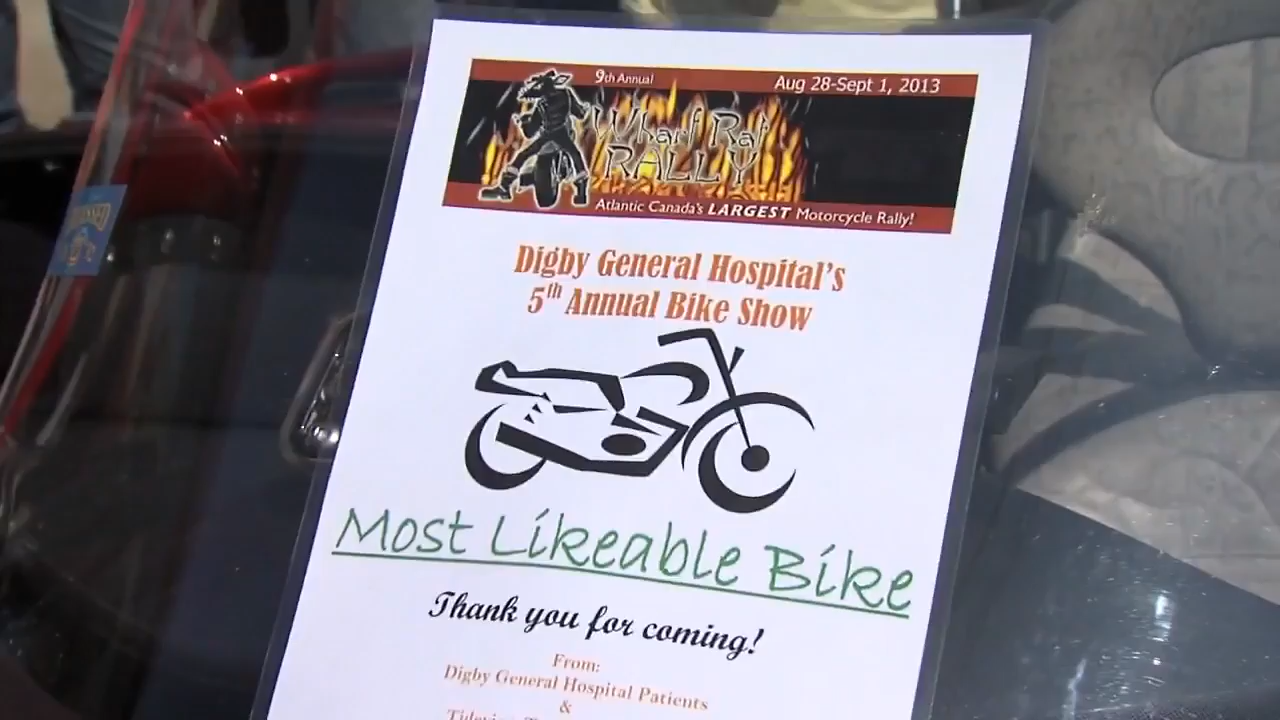 9th Annual
Aug 28-Sept 1, 2013
Wharf Rat
RALLY
Atlantic Canada's LARGEST Motorcycle Rally!
Digby General Hospital's
5th Annual Bike Show
Most Likeable Bike
Thank you for coming!
From:
Digby General Hospital Patients
&